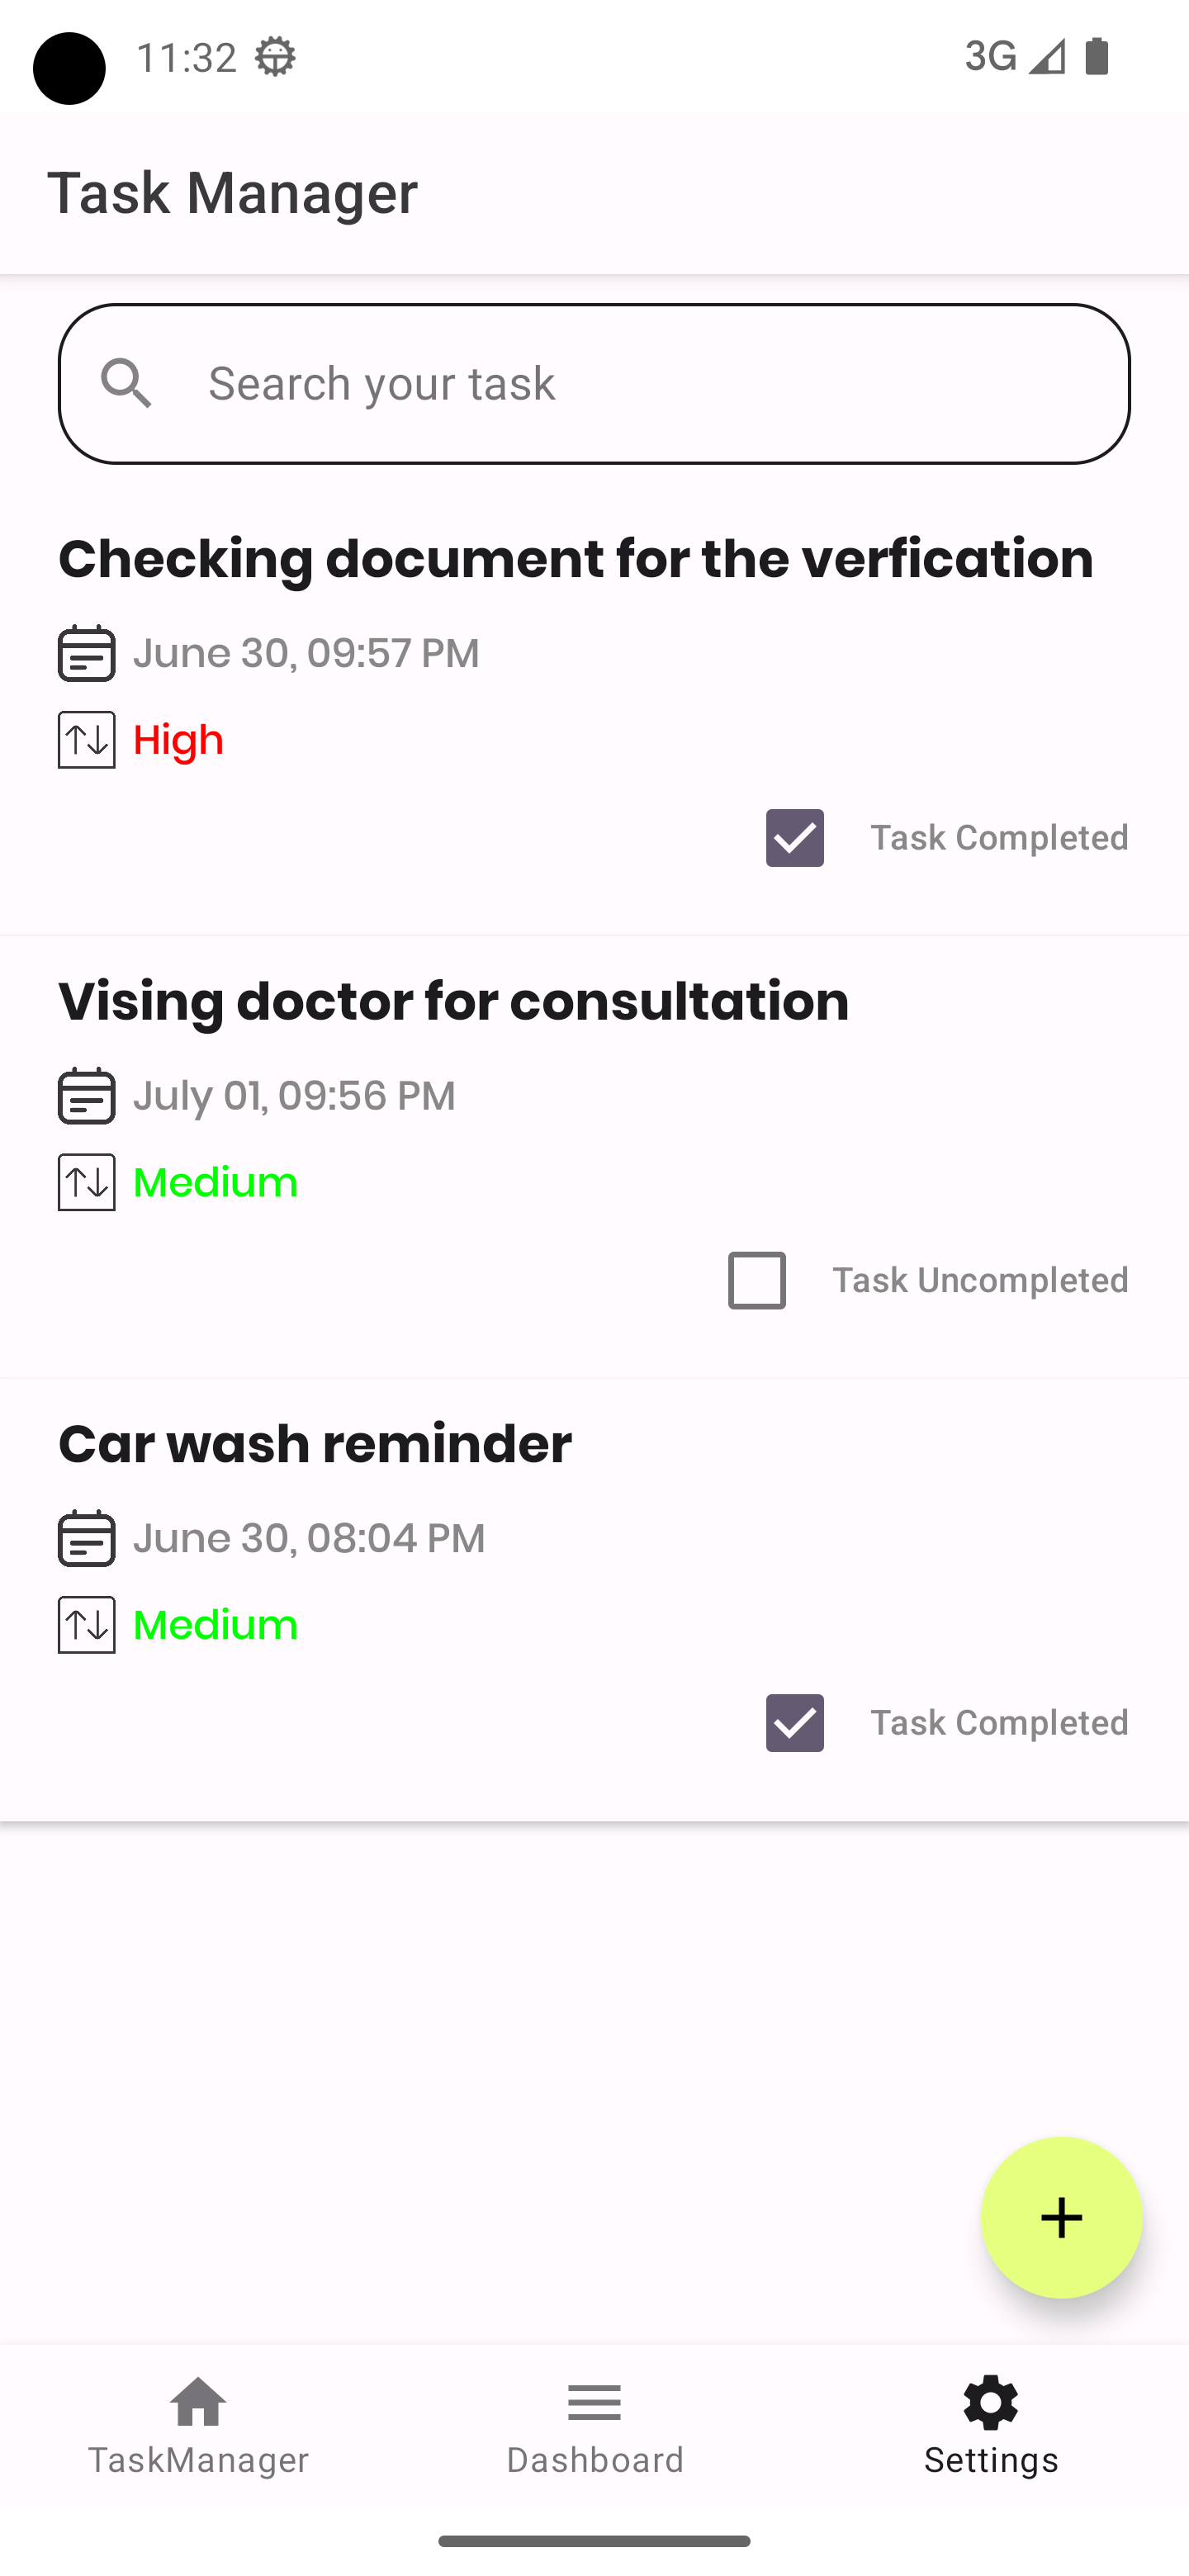 11:32
3G
Task Manager
Search your task
Checking document for the verfication
June 30, 09:57 PM
High
Task Completed
Vising doctor for consultation
July 01, 09:56 PM
Medium
Task Uncompleted
Car wash reminder
June 30, 08:04 PM
Medium
Task Completed
TaskManager
Dashboard
Settings